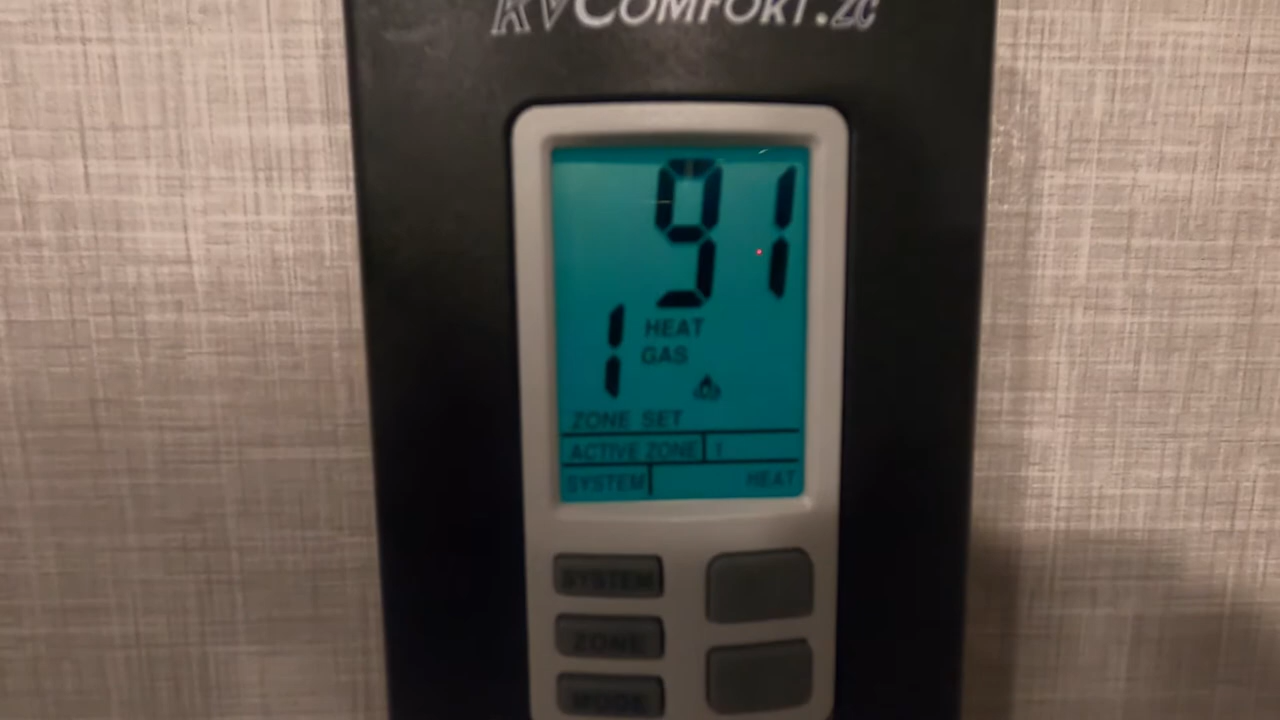 RVCOMFORT.ZC
91
1 HEAT
GAS
ZONE SET
ACTIVE ZONE 1
SYSTEM HEAT
SYSTEM
ZONE
MODE